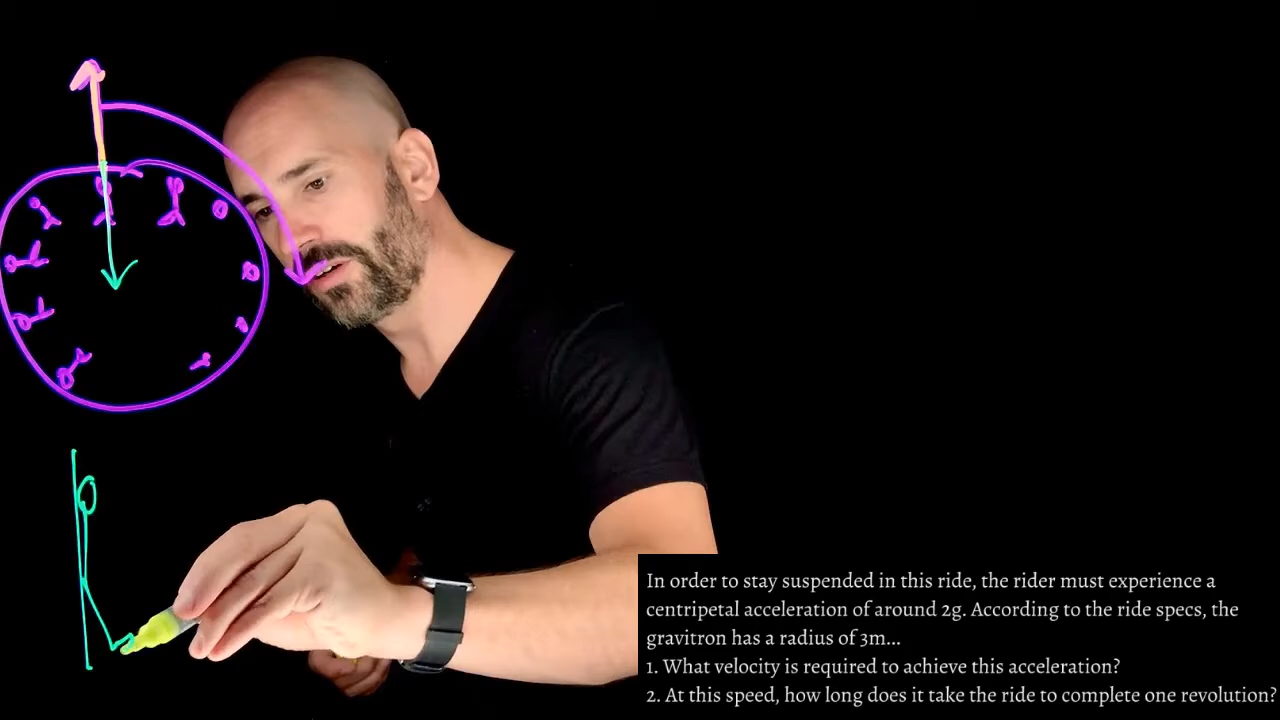 In order to stay suspended in this ride, the rider must experience a
centripetal acceleration of around 2g. According to the ride specs, the
gravitron has a radius of 3m...
1. What velocity is required to achieve this acceleration?
2. At this speed, how long does it take the ride to complete one revolution?